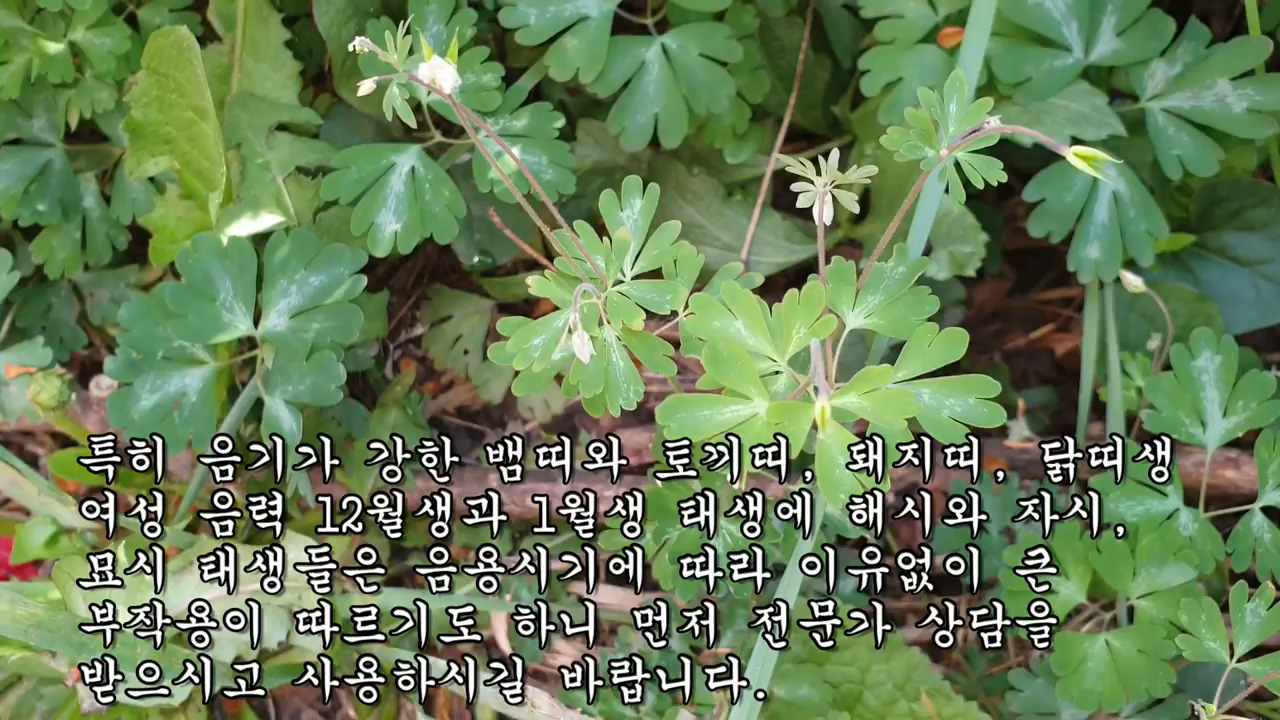 특히 음기가 강한 뱀띠와 토끼띠, 돼지띠, 닭띠생
여성 음력 12월생과 1월생 태생에 해시와 자시,
묘시 태생들은 음용시기에 따라 이유없이 큰
부작용이 따르기도 하니 먼저 전문가 상담을
받으시고 사용하시길 바랍니다.